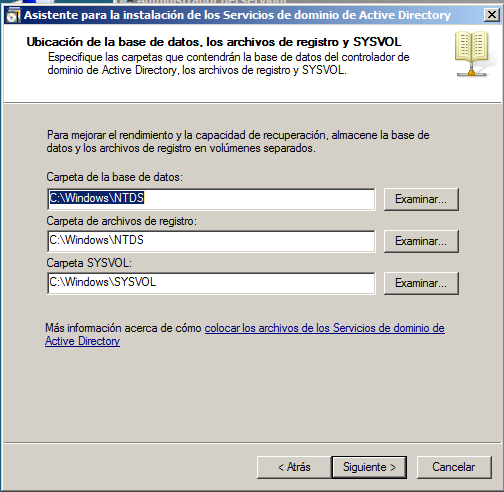 Administrador del servidor
Asistente para la instalación de los Servicios de dominio de Active Directory
Ubicación de la base de datos, los archivos de registro y SYSVOL
Especifique las carpetas que contendrán la base de datos del controlador de
dominio de Active Directory, los archivos de registro y SYSVOL.
Para mejorar el rendimiento y la capacidad de recuperación, almacene la base de
datos y los archivos de registro en volúmenes separados.
Carpeta de la base de datos:
C:\Windows\NTDS
Examinar...
Carpeta de archivos de registro:
C:\Windows\NTDS
Examinar...
Carpeta SYSVOL:
C:\Windows\SYSVOL
Examinar...
Más información acerca de cómo colocar los archivos de los Servicios de dominio de
Active Directory
< Atrás
Siguiente >
Cancelar